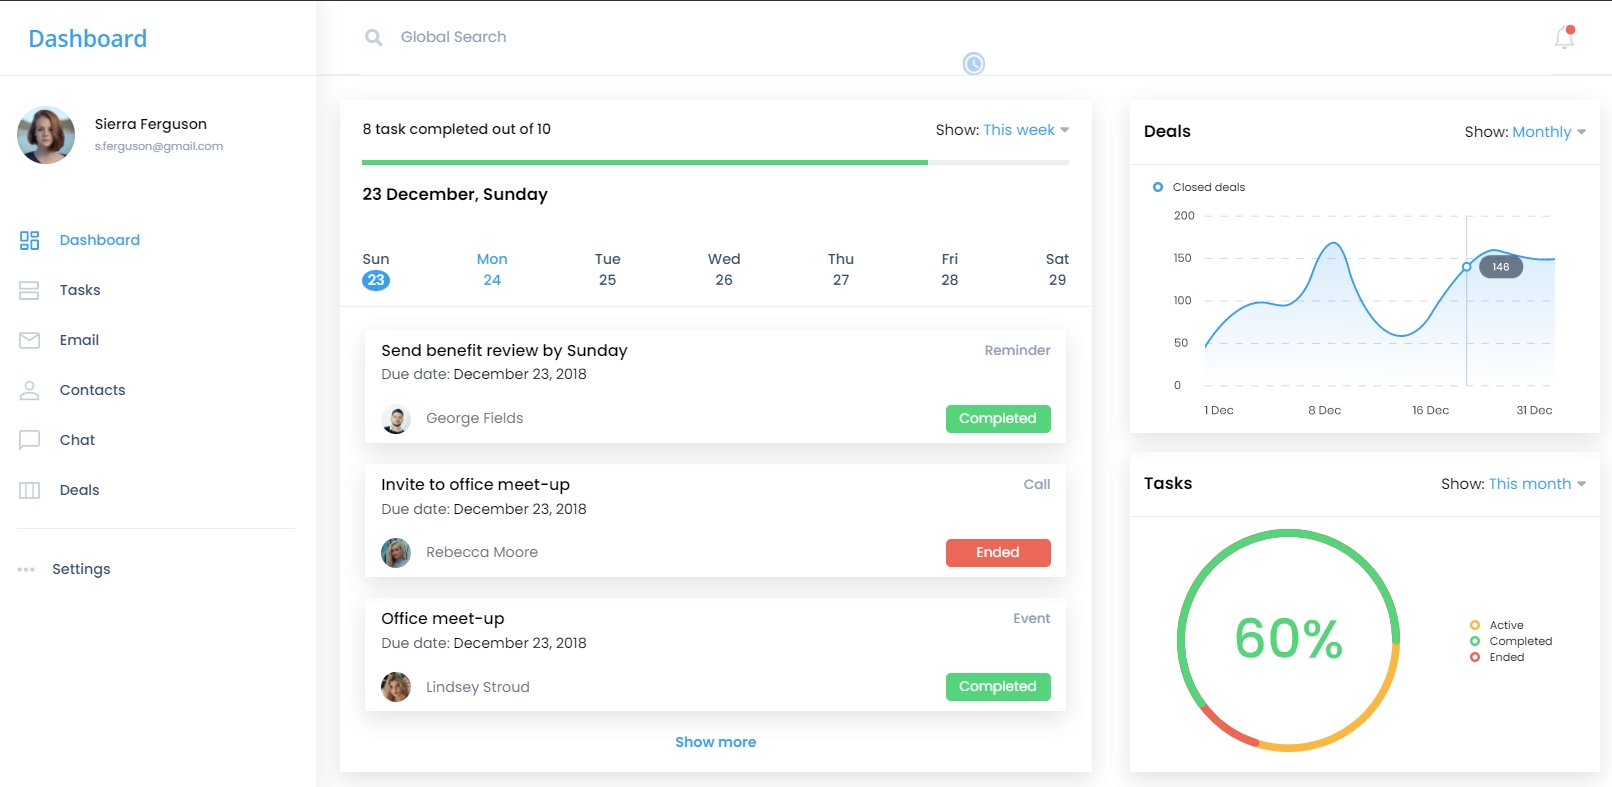 Dashboard
Global Search
Sierra Ferguson
s.ferguson@gmail.com
Dashboard
Tasks
Email
Contacts
Chat
Deals
Settings
8 task completed out of 10
Show: This week
23 December, Sunday
Sun Mon Tue Wed Thu Fri Sat
23 24 25 26 27 28 29
Send benefit review by Sunday
Reminder
Due date: December 23, 2018
George Fields
Completed
Invite to office meet-up
Call
Due date: December 23, 2018
Rebecca Moore
Ended
Office meet-up
Event
Due date: December 23, 2018
Lindsey Stroud
Completed
Show more
Deals
Show: Monthly
Closed deals
200
150
146
100
50
0
1 Dec 8 Dec 16 Dec 31 Dec
Tasks
Show: This month
60%
Active
Completed
Ended